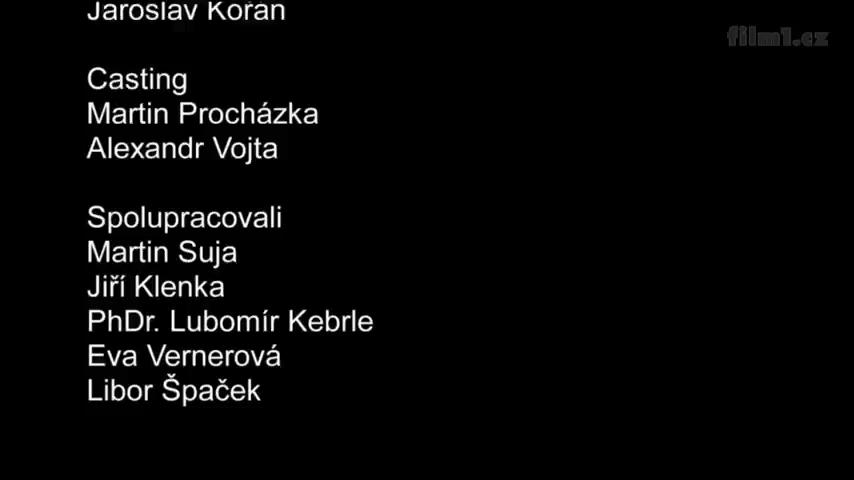 Jaroslav Kořán
film1.cz
Casting
Martin Procházka
Alexandr Vojta
Spolupracovali
Martin Suja
Jiří Klenka
PhDr. Lubomír Kebrle
Eva Vernerová
Libor Špaček